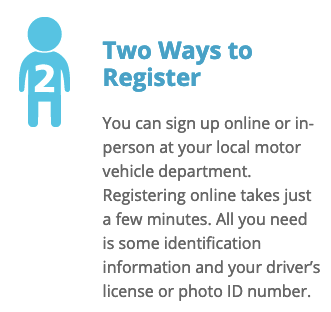 2
Two Ways to
Register
You can sign up online or in-
person at your local motor
vehicle department.
Registering online takes just
a few minutes. All you need
is some identification
information and your driver’s
license or photo ID number.